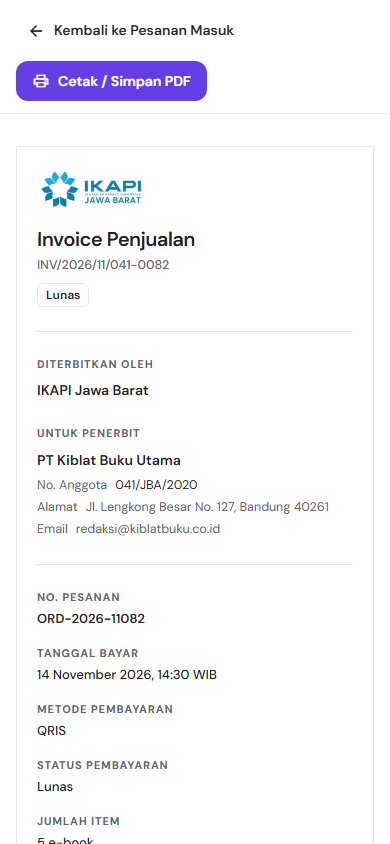 Kembali ke Pesanan Masuk
Cetak / Simpan PDF
IKAPI
JAWA BARAT
Invoice Penjualan
INV/2026/11/041-0082
Lunas
DITERBITKAN OLEH
IKAPI Jawa Barat
UNTUK PENERBIT
PT Kiblat Buku Utama
No. Anggota 041/JBA/2020
Alamat Jl. Lengkong Besar No. 127, Bandung 40261
Email redaksi@kiblatbuku.co.id
NO. PESANAN
ORD-2026-11082
TANGGAL BAYAR
14 November 2026, 14:30 WIB
METODE PEMBAYARAN
QRIS
STATUS PEMBAYARAN
Lunas
JUMLAH ITEM
5 e-book